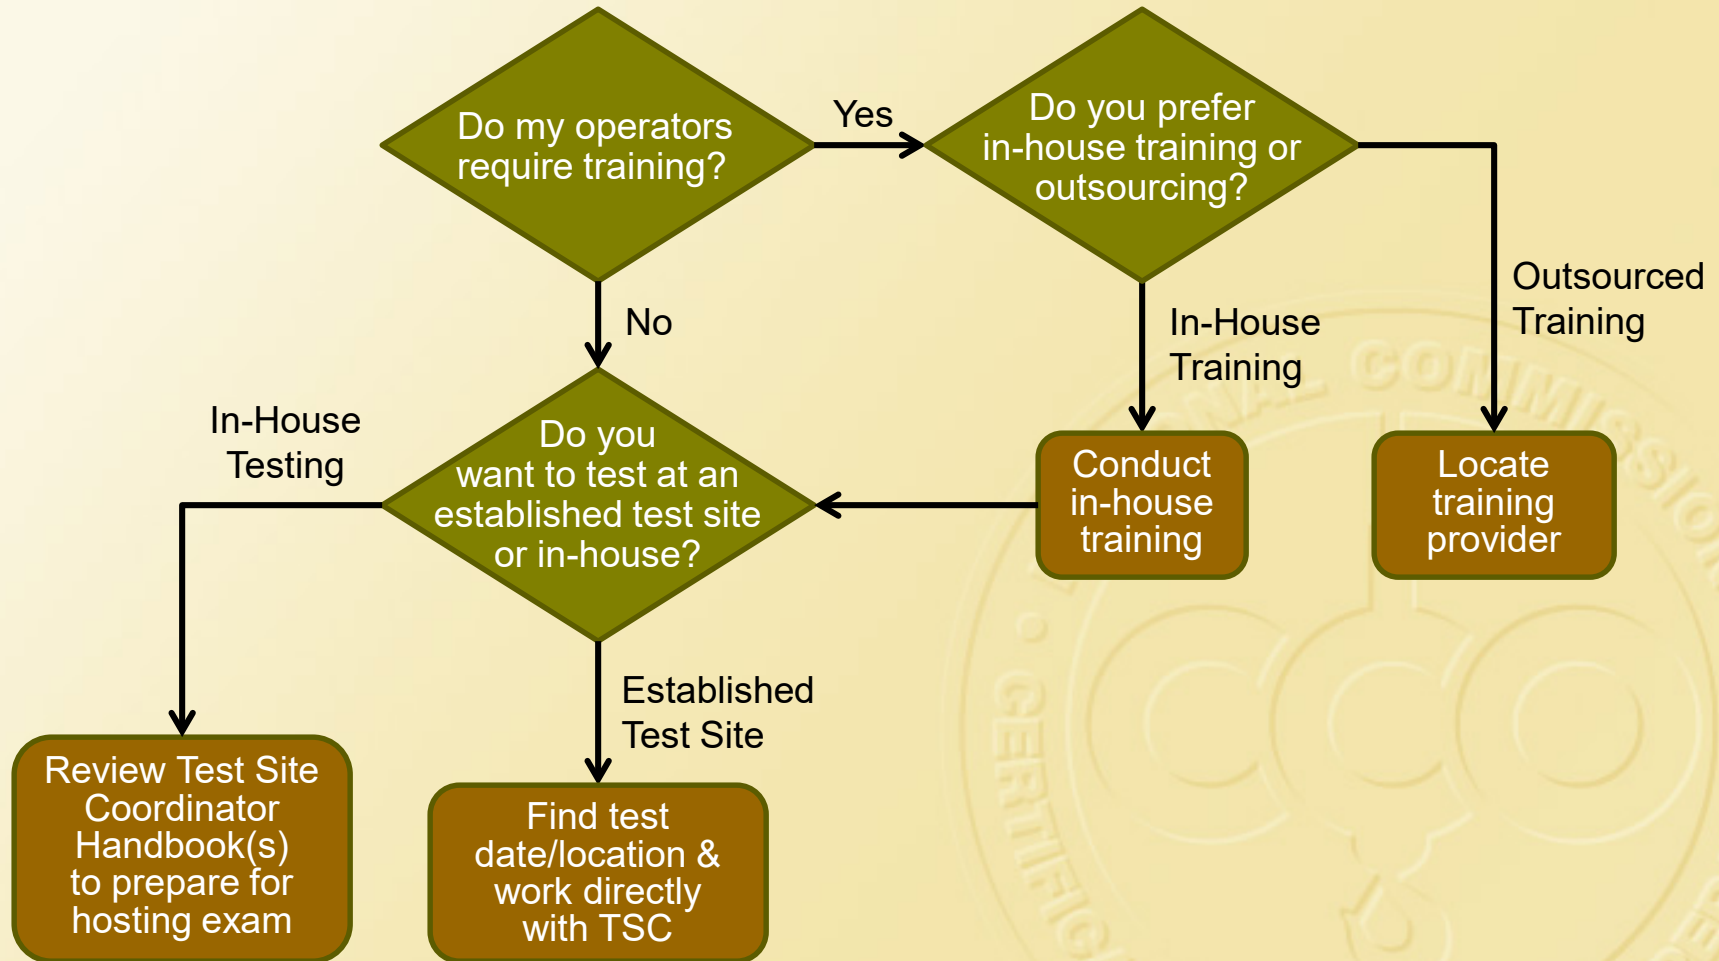 Do my operators
require training?
Yes
Do you prefer
in-house training or
outsourcing?
No
In-House
Training
Outsourced
Training
In-House
Testing
Do you
want to test at an
established test site
or in-house?
Conduct
in-house
training
Locate
training
provider
Established
Test Site
Review Test Site
Coordinator
Handbook(s)
to prepare for
hosting exam
Find test
date/location &
work directly
with TSC
COMMISSION
CCO